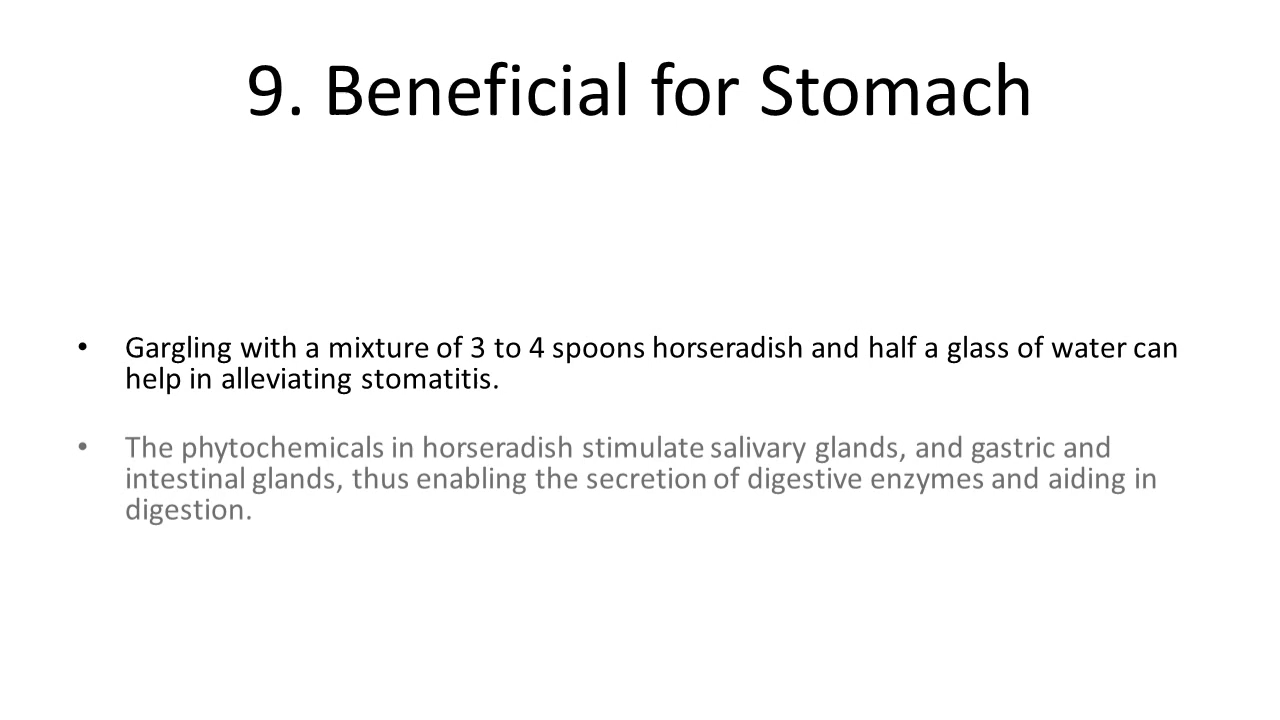 9. Beneficial for Stomach
• Gargling with a mixture of 3 to 4 spoons horseradish and half a glass of water can
help in alleviating stomatitis.
• The phytochemicals in horseradish stimulate salivary glands, and gastric and
intestinal glands, thus enabling the secretion of digestive enzymes and aiding in
digestion.